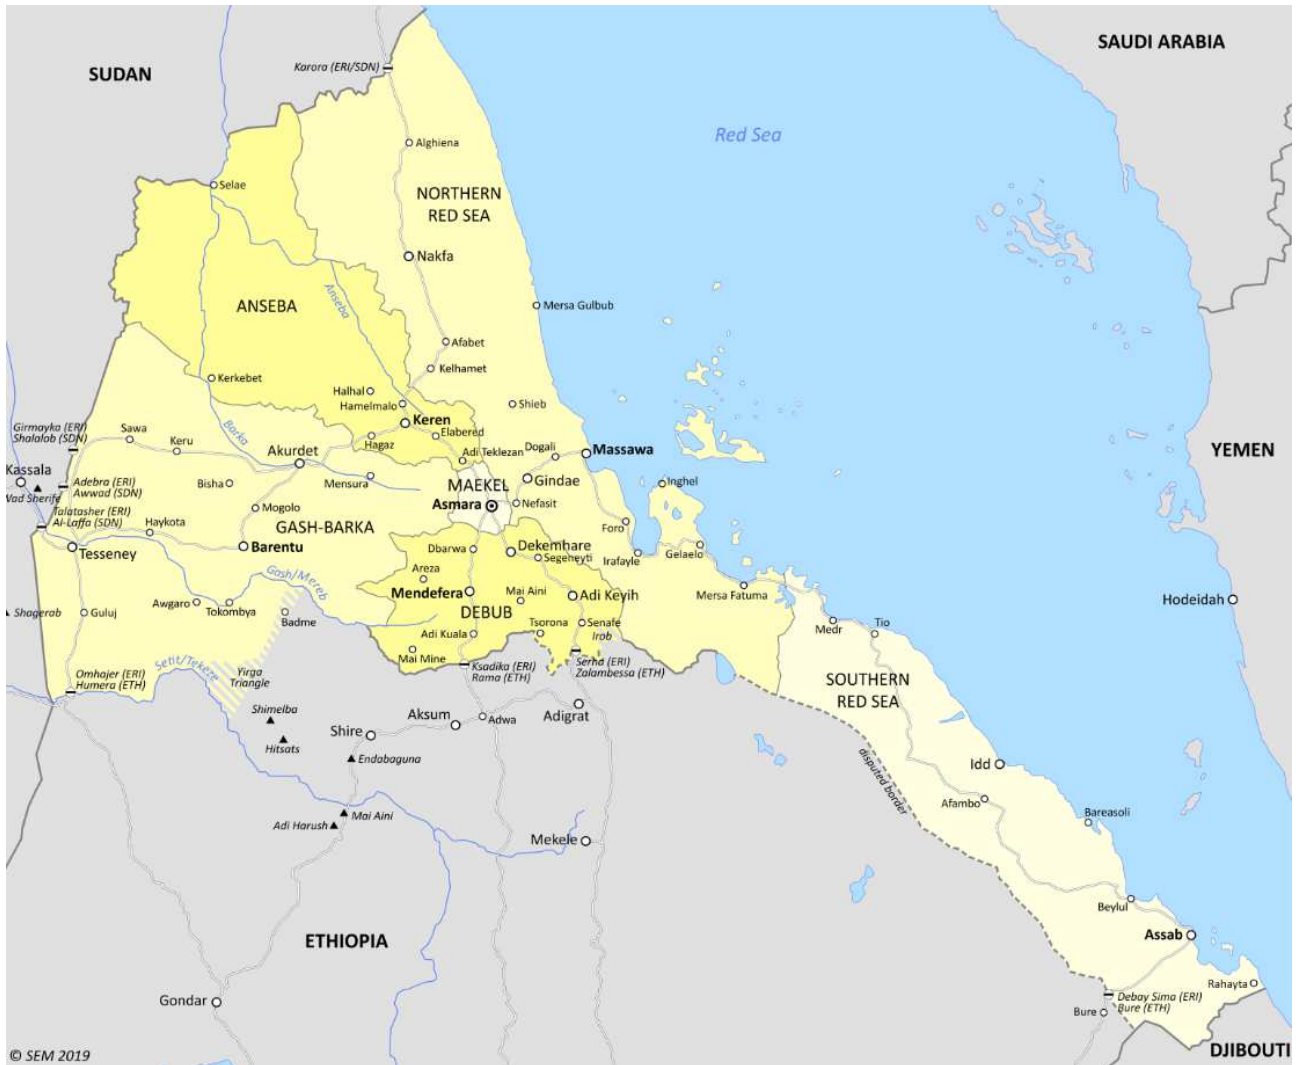 SAUDI ARABIA
SUDAN
Karora (ERI/SDN)
Red Sea
Alghiena
Selae
NORTHERN
RED SEA
Nakfa
ANSEBA
Anseba
Mersa Gulbub
Afabet
Kelhamet
Kerkebet
Halhal
Hamelmalo
Shieb
Keren
Girmayka (ERI)
Shalalob (SDN)
Sawa
Keru
Barka
Elabered
Hagaz
Dogali
Massawa
YEMEN
Akurdet
Adi Teklezan
Kassala
Wad Sherife
Adebra (ERI)
Awwad (SDN)
Bisha
Mensura
MAEKEL
Gindae
Inghel
Asmara
Nefasit
Talatasher (ERI)
Al-Laffa (SDN)
Mogolo
Haykota
GASH-BARKA
Foro
Tesseney
Barentu
Dbarwa
Dekemhare
Segeneyti
Irafayle
Gelaelo
Gash/Mereb
Areza
Mendefera
Mai Aini
Adi Keyih
Mersa Fatuma
Hodeidah
Shagerab
Guluj
Awgaro
Tokombya
Badme
DEBUB
Tsorona
Senafe
Irob
Medr
Tio
Adi Kuala
Mai Mine
Setit/Tekeze
Yirga
Triangle
Omhajer (ERI)
Humera (ETH)
Ksadika (ERI)
Rama (ETH)
Serha (ERI)
Zalambessa (ETH)
SOUTHERN
RED SEA
Shimelba
Aksum
Adwa
Adigrat
Shire
Hitsats
Endabaguna
disputed border
Idd
Afambo
Bareasoli
Mai Aini
Adi Harush
Mekele
Beylul
Assab
ETHIOPIA
Rahayta
Gondar
Debay Sima (ERI)
Bure (ETH)
Bure
© SEM 2019
DJIBOUTI